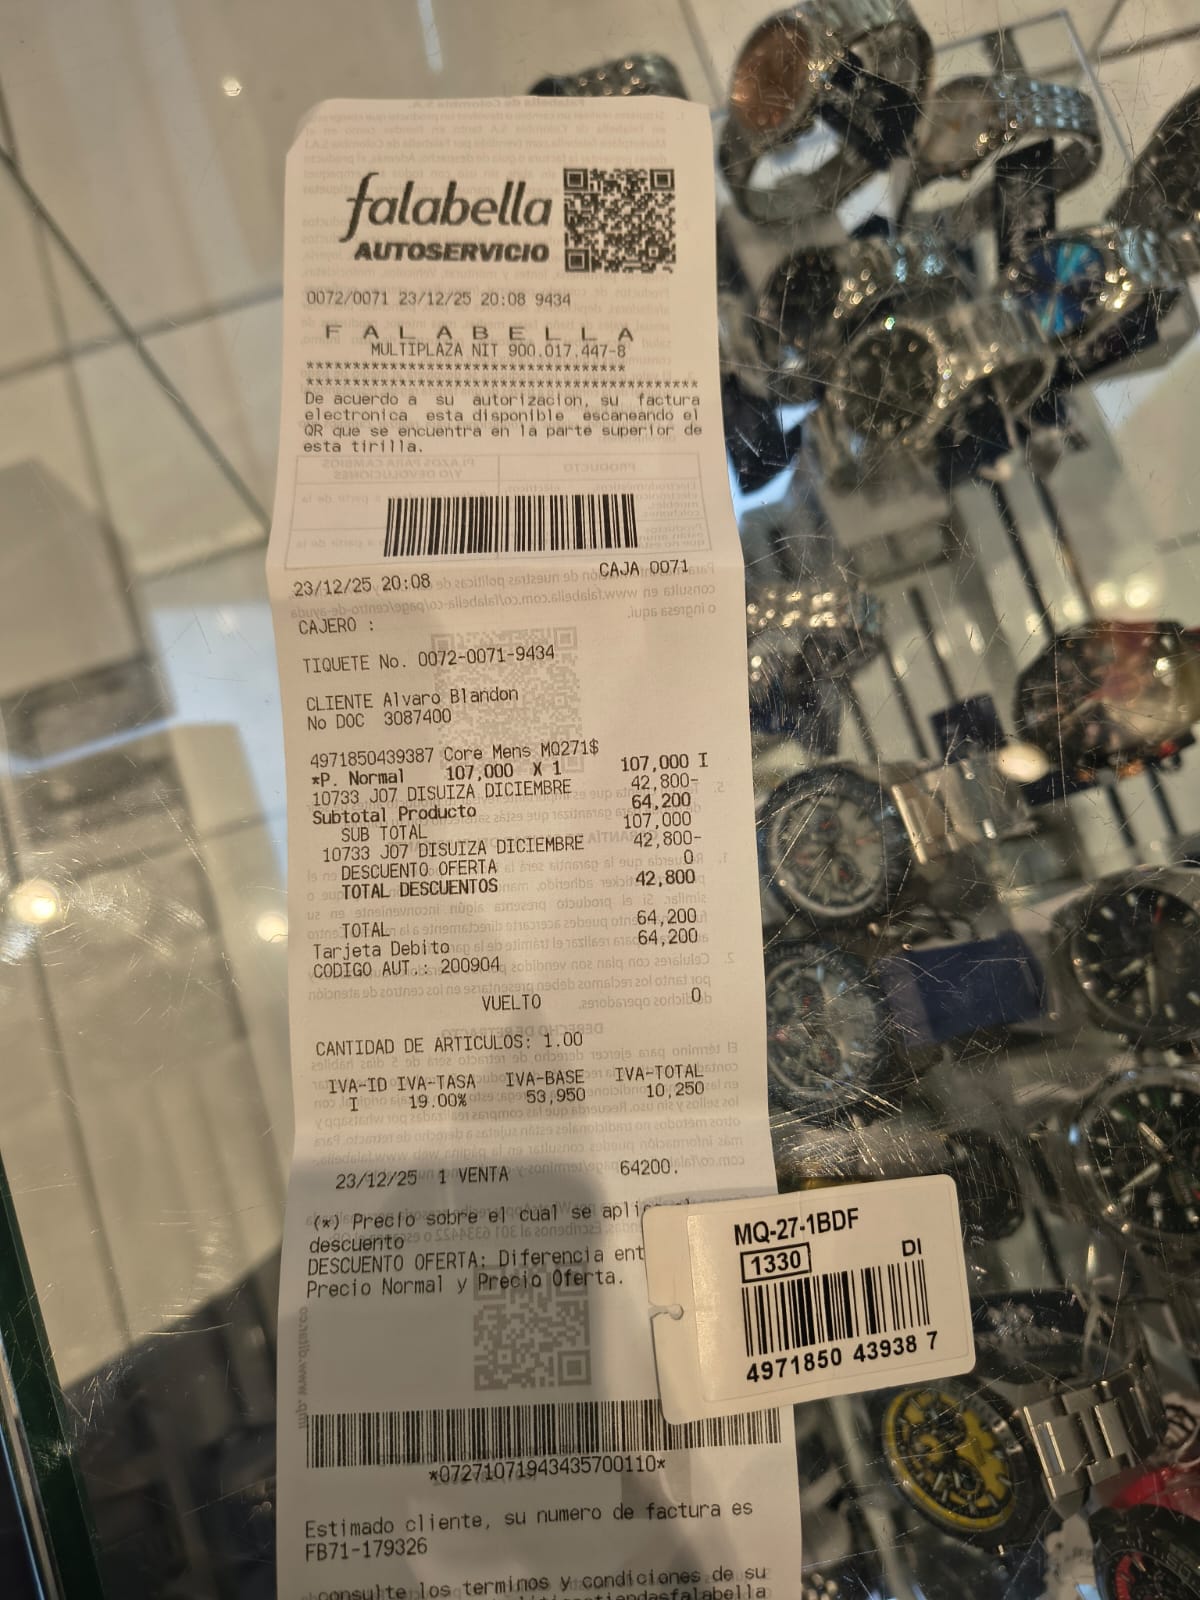 falabella
AUTOSERVICIO
0072/0071 23/12/25 20:08 9434
F A L A B E L L A
MULTIPLAZA NIT 900.017.447-8
De acuerdo a su autorizacion, su factura
electronica esta disponible escaneando el
QR que se encuentra en la parte superior de
esta tirilla.
23/12/25 20:08 CAJA 0071
CAJERO :
TIQUETE No. 0072-0071-9434
CLIENTE Alvaro Blandon
No DOC 3087400
4971850439387 Core Mens MQ271$
*P. Normal 107,000 X 1 107,000 I
10733 J07 DISUIZA DICIEMBRE 42,800-
Subtotal Producto 64,200
SUB TOTAL 107,000
10733 J07 DISUIZA DICIEMBRE 42,800-
DESCUENTO OFERTA 0
TOTAL DESCUENTOS 42,800
TOTAL 64,200
Tarjeta Debito 64,200
CODIGO AUT.: 200904
VUELTO 0
CANTIDAD DE ARTICULOS: 1.00
IVA-ID IVA-TASA IVA-BASE IVA-TOTAL
I 19.00% 53,950 10,250
23/12/25 1 VENTA 64200.
(*) Precio sobre el cual se
descuento
DESCUENTO OFERTA: Diferencia
Precio Normal y Precio Oferta.
*07271071943435700110*
Estimado cliente, su numero de factura es
FB71-179326
consulte los terminos y condiciones de su
MQ-27-1BDF
1330 DI
4971850 43938 7